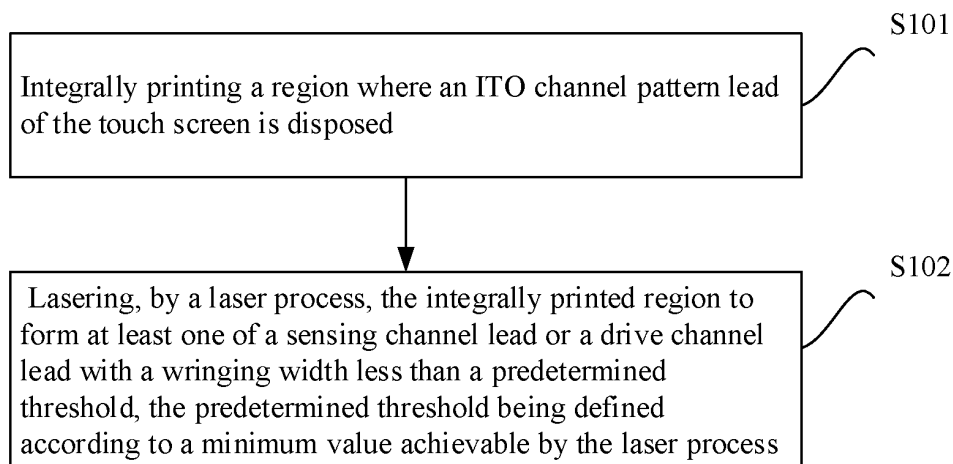 S101
Integrally printing a region where an ITO channel pattern lead
of the touch screen is disposed
S102
Lasering, by a laser process, the integrally printed region to
form at least one of a sensing channel lead or a drive channel
lead with a wringing width less than a predetermined
threshold, the predetermined threshold being defined
according to a minimum value achievable by the laser process